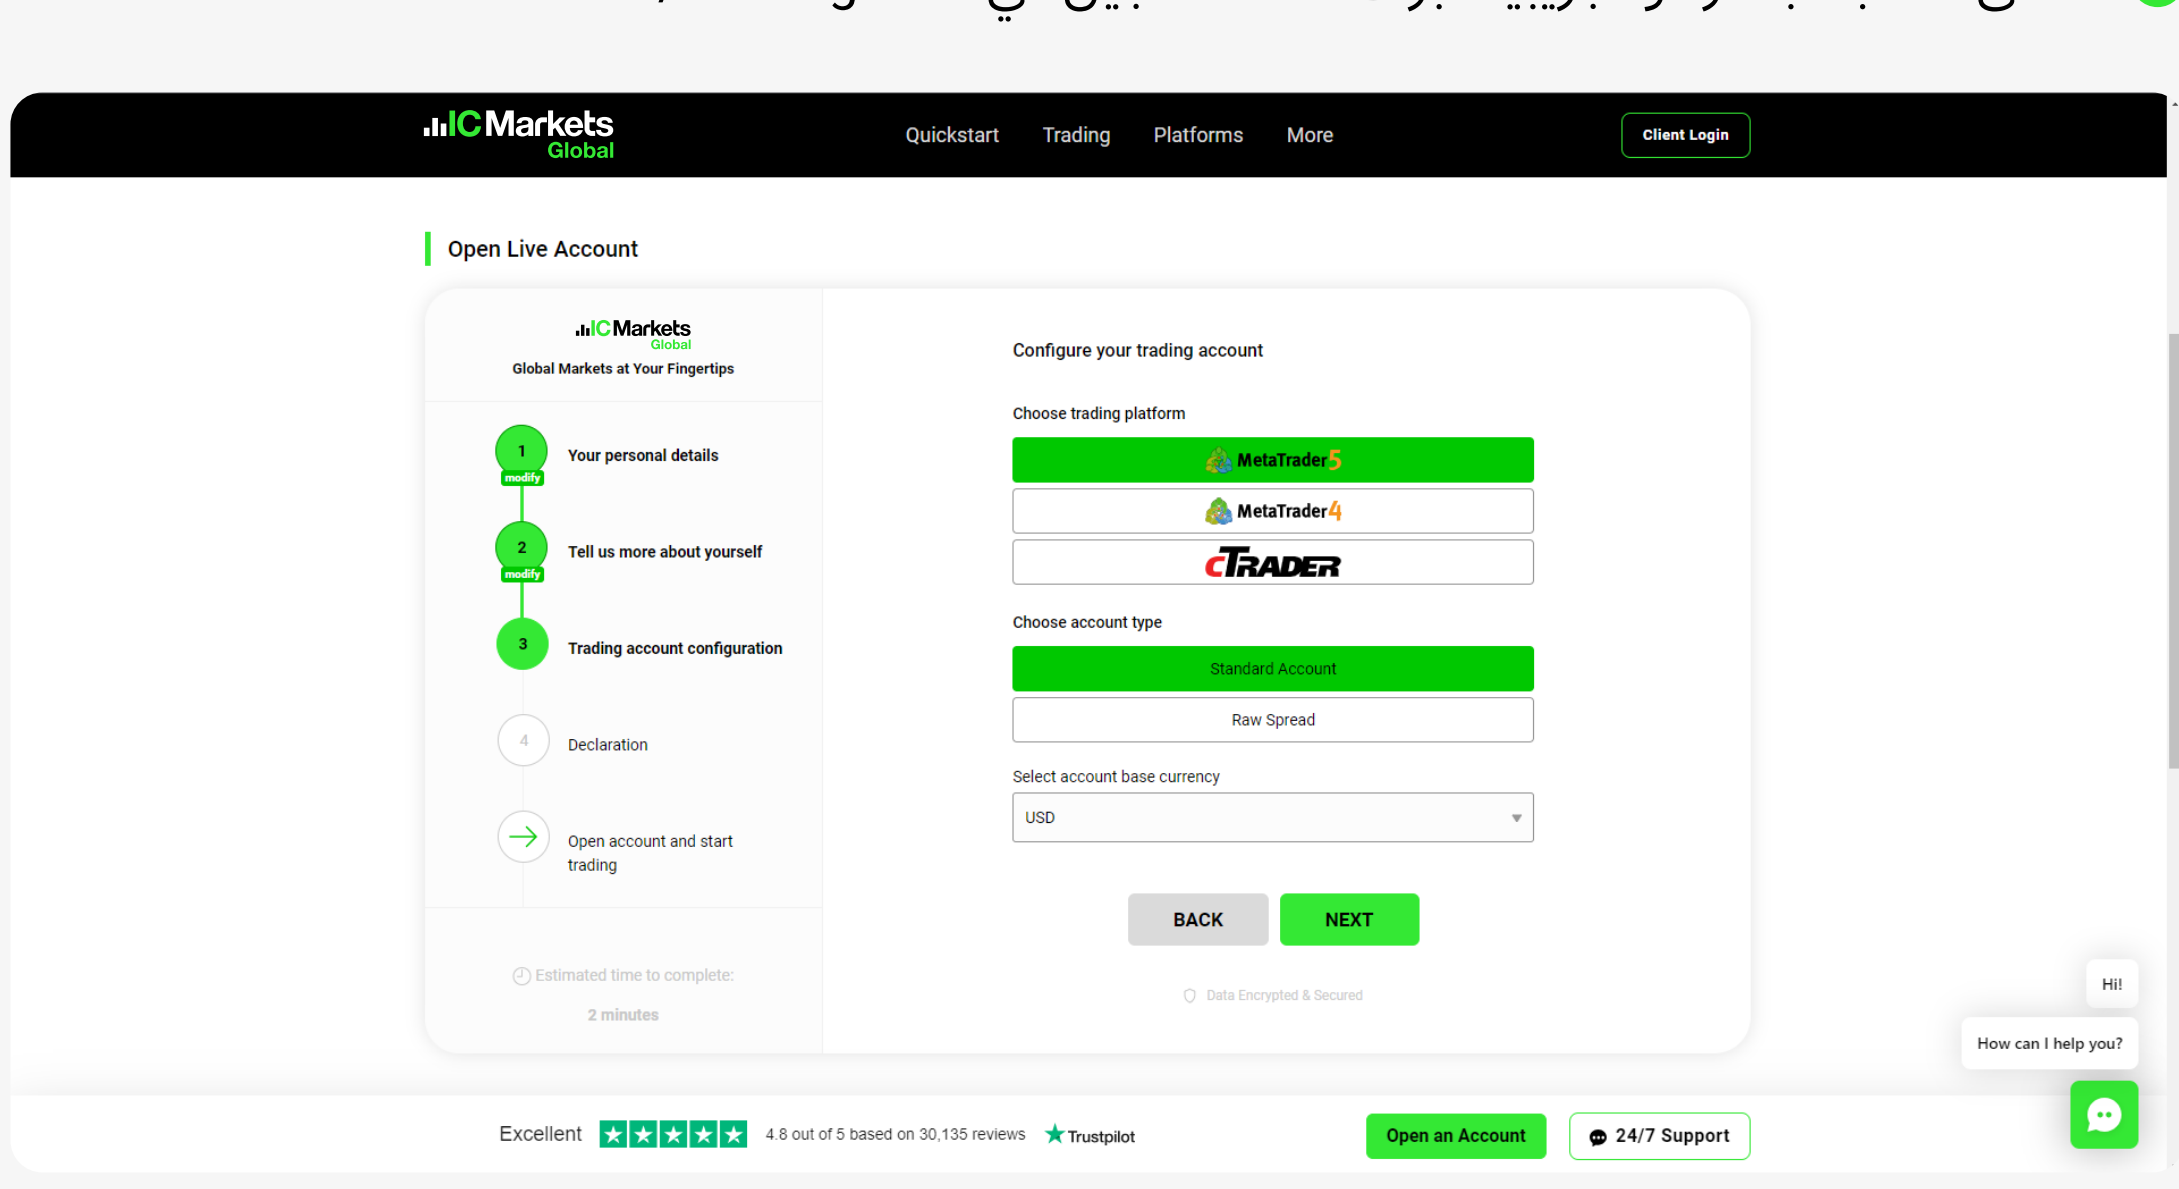 IC Markets
Global
Quickstart
Trading
Platforms
More
Client Login
Open Live Account
IC Markets
Global
Global Markets at Your Fingertips
1
modify
Your personal details
2
modify
Tell us more about yourself
3
Trading account configuration
4
Declaration
Open account and start
trading
Estimated time to complete:
2 minutes
Configure your trading account
Choose trading platform
MetaTrader 5
MetaTrader 4
cTRADER
Choose account type
Standard Account
Raw Spread
Select account base currency
USD
BACK
NEXT
Data Encrypted & Secured
Hi!
How can I help you?
Excellent
4.8 out of 5 based on 30,135 reviews
Trustpilot
Open an Account
24/7 Support